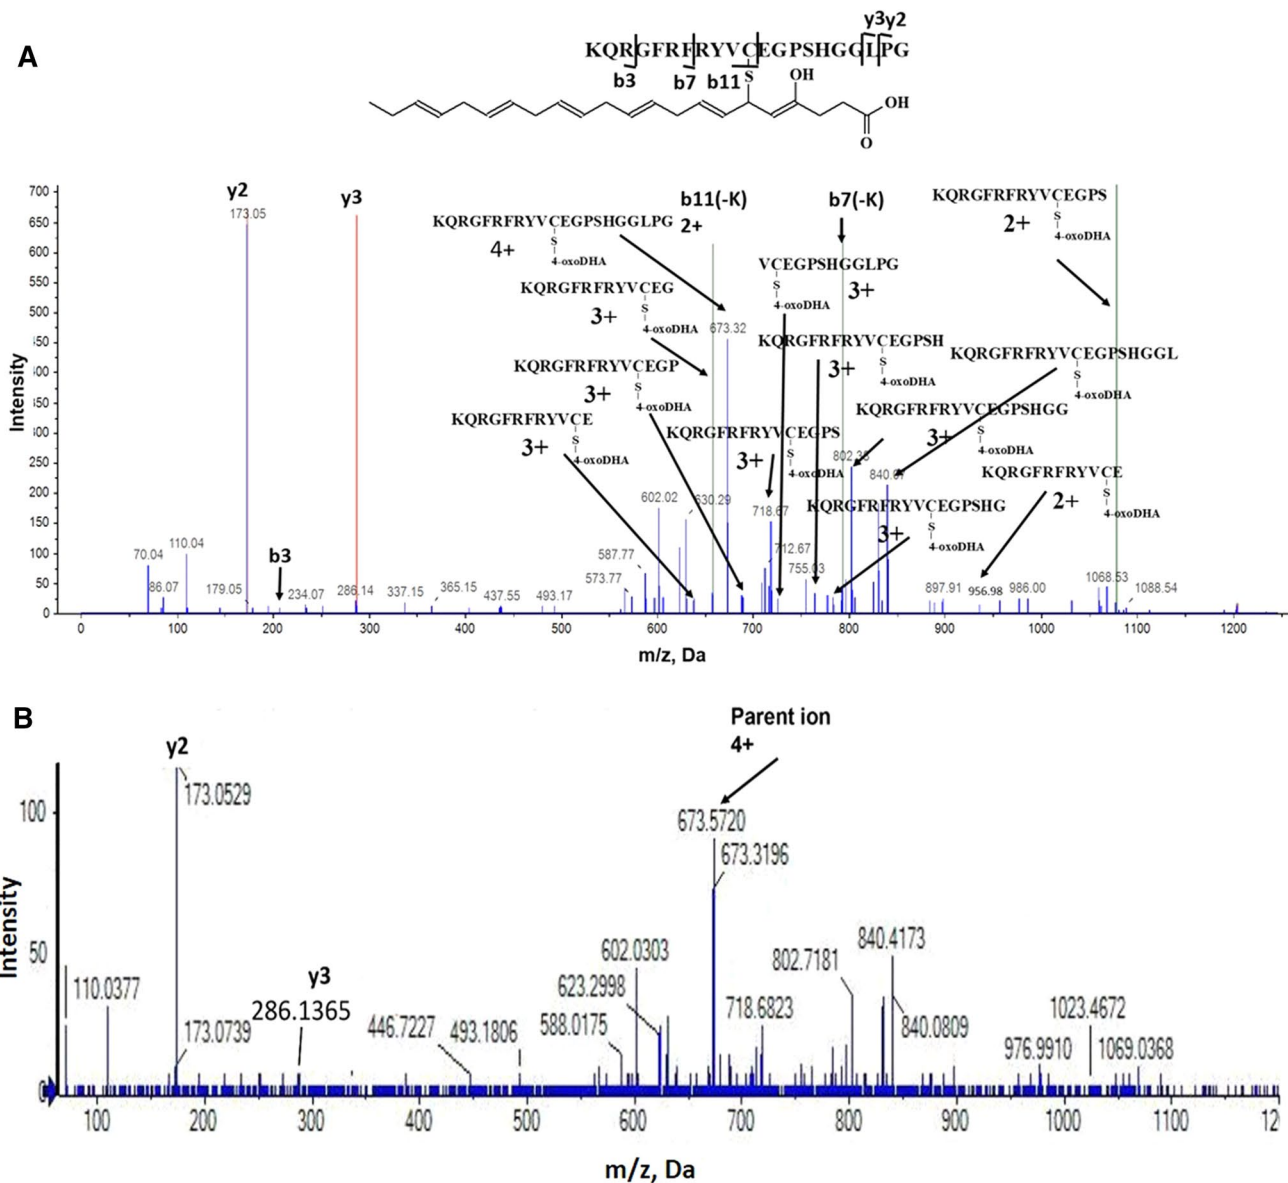 A
y3 y2
KQRGFRFRYVCEGPSHGGLPG
b3 b7 b11
S OH
OH
O
y2
173.05
y3
b11(-K)
2+
b7(-K)
KQRGFRFRYVCEGPS
S
4-oxoDHA
2+
KQRGFRFRYVCEGPSHGGLPG
S
4-oxoDHA
4+
VCEGPSHGGLPG
S
4-oxoDHA
3+
KQRGFRFRYVCEG
S
4-oxoDHA
3+
673.32
KQRGFRFRYVCEGPSH
S
4-oxoDHA
3+
KQRGFRFRYVCEGPSHGGL
S
4-oxoDHA
KQRGFRFRYVCEGP
S
4-oxoDHA
3+
KQRGFRFRYVCEGPSHGG
S
4-oxoDHA
3+
KQRGFRFRYVCE
S
4-oxoDHA
3+
KQRGFRFRYVCEGPS
S
4-oxoDHA
3+
KQRGFRFRYVCE
S
4-oxoDHA
2+
KQRGFRFRYVCEGPSHG
S
4-oxoDHA
3+
602.02
630.29
718.67
70.04
110.04
86.07
179.05
b3
234.07
286.14
337.15
365.15
437.55
493.17
587.77
573.77
712.67
755.03
897.91
956.98
986.00
1068.53
1088.54
700
650
600
550
500
450
400
350
300
250
200
150
100
50
0
Intensity
0 100 200 300 400 500 600 700 800 900 1000 1100 1200
m/z, Da
B
Parent ion
4+
y2
173.0529
673.5720
673.3196
840.4173
602.0303
802.7181
110.0377
y3
286.1365
623.2998
718.6823
1023.4672
173.0739
446.7227
493.1806
588.0175
840.0809
976.9910
1069.0368
100
50
0
Intensity
100 200 300 400 500 600 700 800 900 1000 1100
m/z, Da